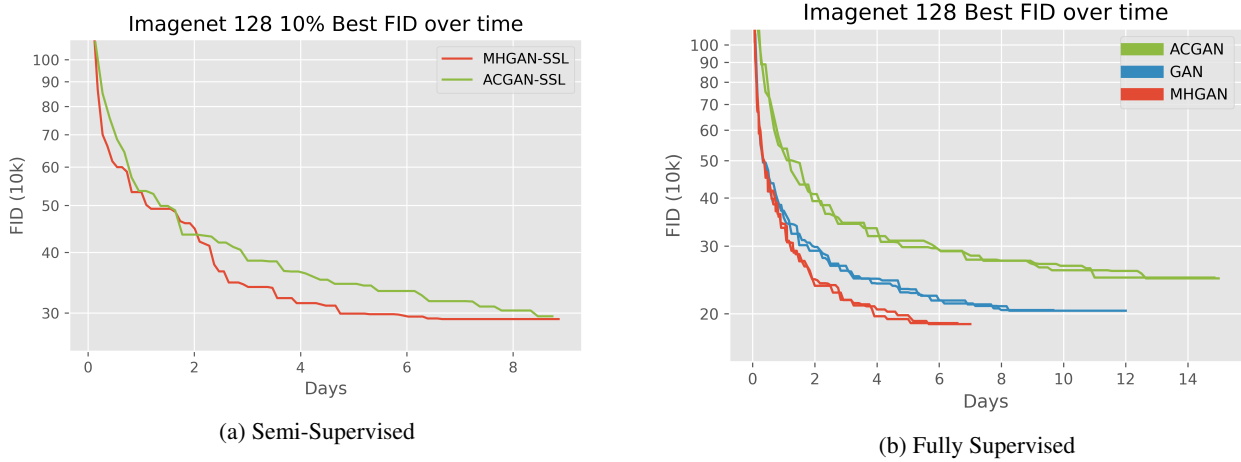 Imagenet 128 10% Best FID over time
100
90
80
70
60
50
40
30
FID (10k)
MHGAN-SSL
ACGAN-SSL
0 2 4 6 8
Days
(a) Semi-Supervised
Imagenet 128 Best FID over time
100
90
80
70
60
50
40
30
20
FID (10k)
ACGAN
GAN
MHGAN
0 2 4 6 8 10 12 14
Days
(b) Fully Supervised